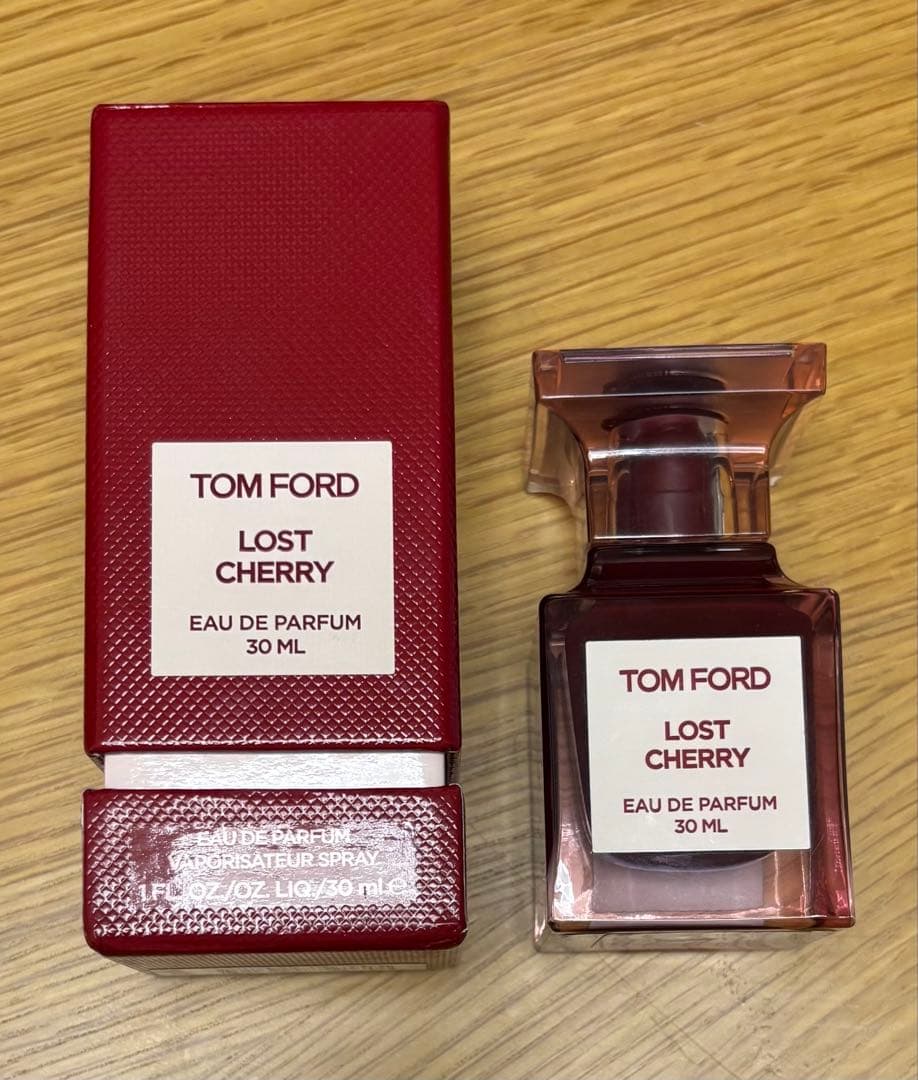 TOM FORD
LOST
CHERRY
EAU DE PARFUM
30 ML
EAU DE PARFUM
VAPORISATEUR SPRAY
1 FL. OZ./OZ. LIQ./30 ml ℮
TOM FORD
LOST
CHERRY
EAU DE PARFUM
30 ML